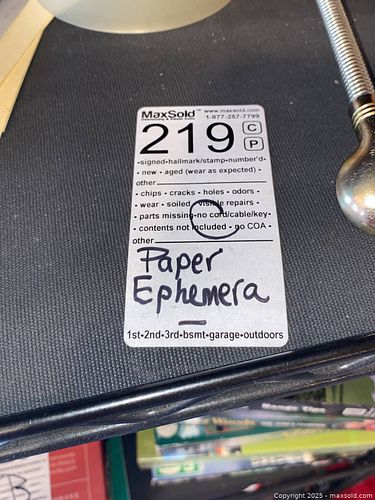 MaxSold™ www.maxsold.com
1-877-257-7799
219 C
P
-signed-hallmark/stamp-number'd-
- new - aged (wear as expected) -
other
- chips - cracks - holes - odors -
- wear - soiled visible repairs -
- parts missing-no cord/cable/key-
- contents not included - no COA -
other
Paper
Ephemera
1st-2nd-3rd-bsmt-garage-outdoors
B
Copyright 2025 - maxsold.com